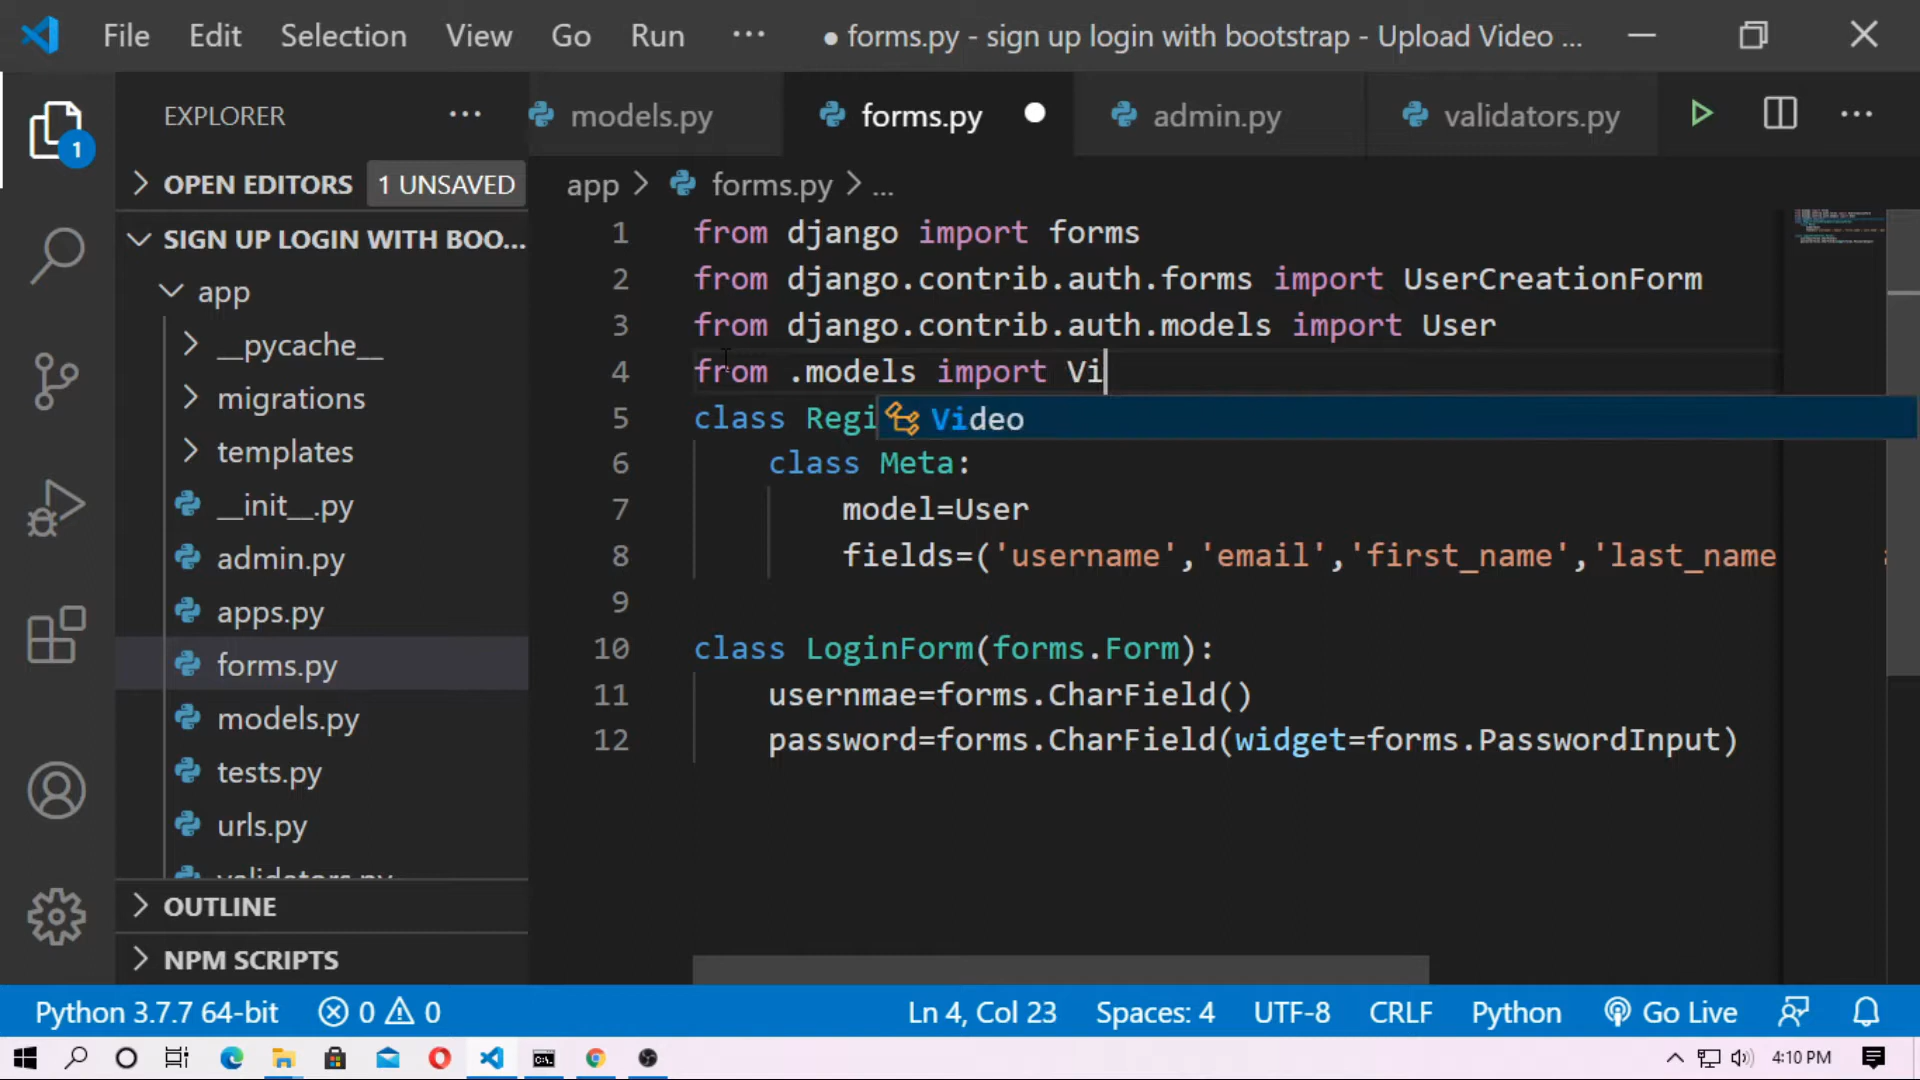 File Edit Selection View Go Run ··· ● forms.py - sign up login with bootstrap - Upload Video ...
EXPLORER ···
models.py forms.py ● admin.py validators.py ···
OPEN EDITORS 1 UNSAVED
app > forms.py > ...
SIGN UP LOGIN WITH BOO...
app
__pycache__
migrations
templates
__init__.py
admin.py
apps.py
forms.py
models.py
tests.py
urls.py
validators.py
OUTLINE
NPM SCRIPTS
1
1 from django import forms
2 from django.contrib.auth.forms import UserCreationForm
3 from django.contrib.auth.models import User
4 from .models import Vi
5 class Regi
Video
6 class Meta:
7 model=User
8 fields=('username','email','first_name','last_name
9
10 class LoginForm(forms.Form):
11 usernmae=forms.CharField()
12 password=forms.CharField(widget=forms.PasswordInput)
Python 3.7.7 64-bit 0 0 Ln 4, Col 23 Spaces: 4 UTF-8 CRLF Python Go Live
4:10 PM